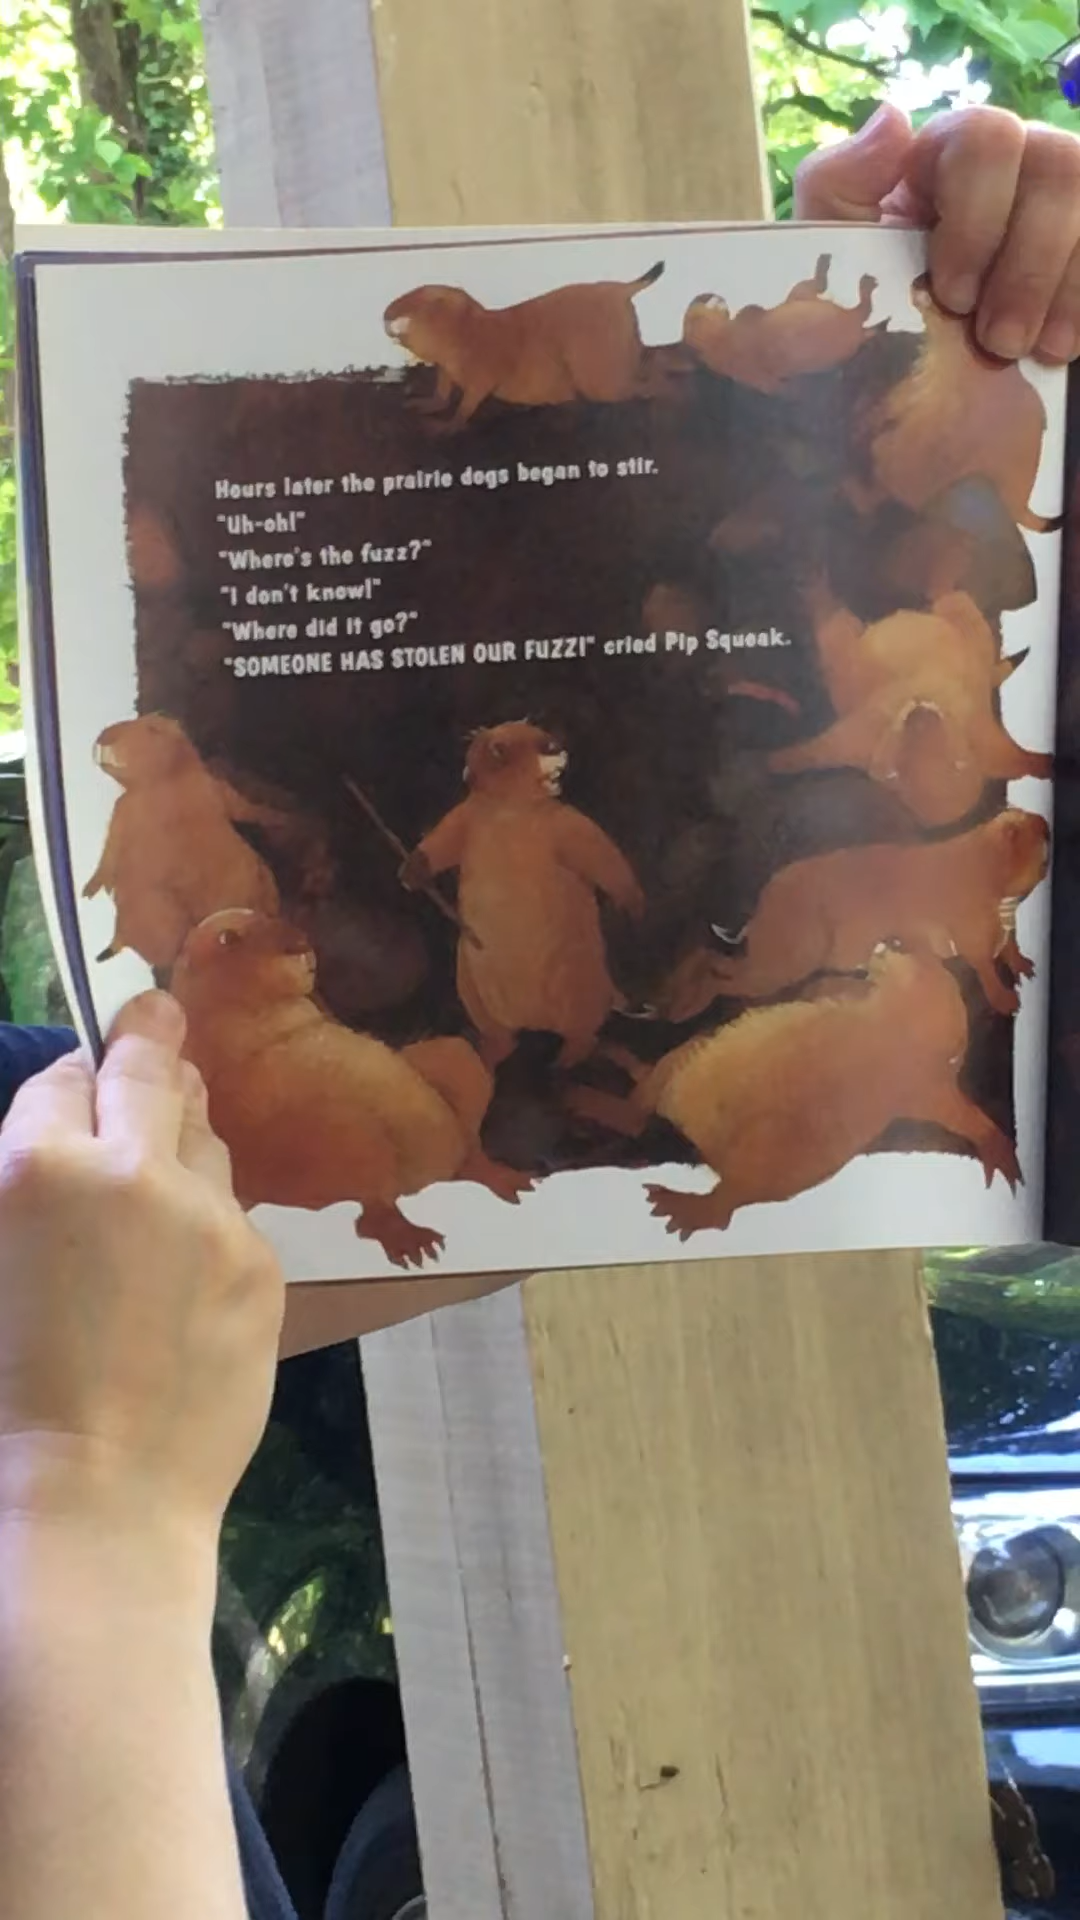 Hours later the prairie dogs began to stir.
"Uh-oh!"
"Where's the fuzz?"
"I don't know!"
"Where did it go?"
"SOMEONE HAS STOLEN OUR FUZZ!" cried Pip Squeak.